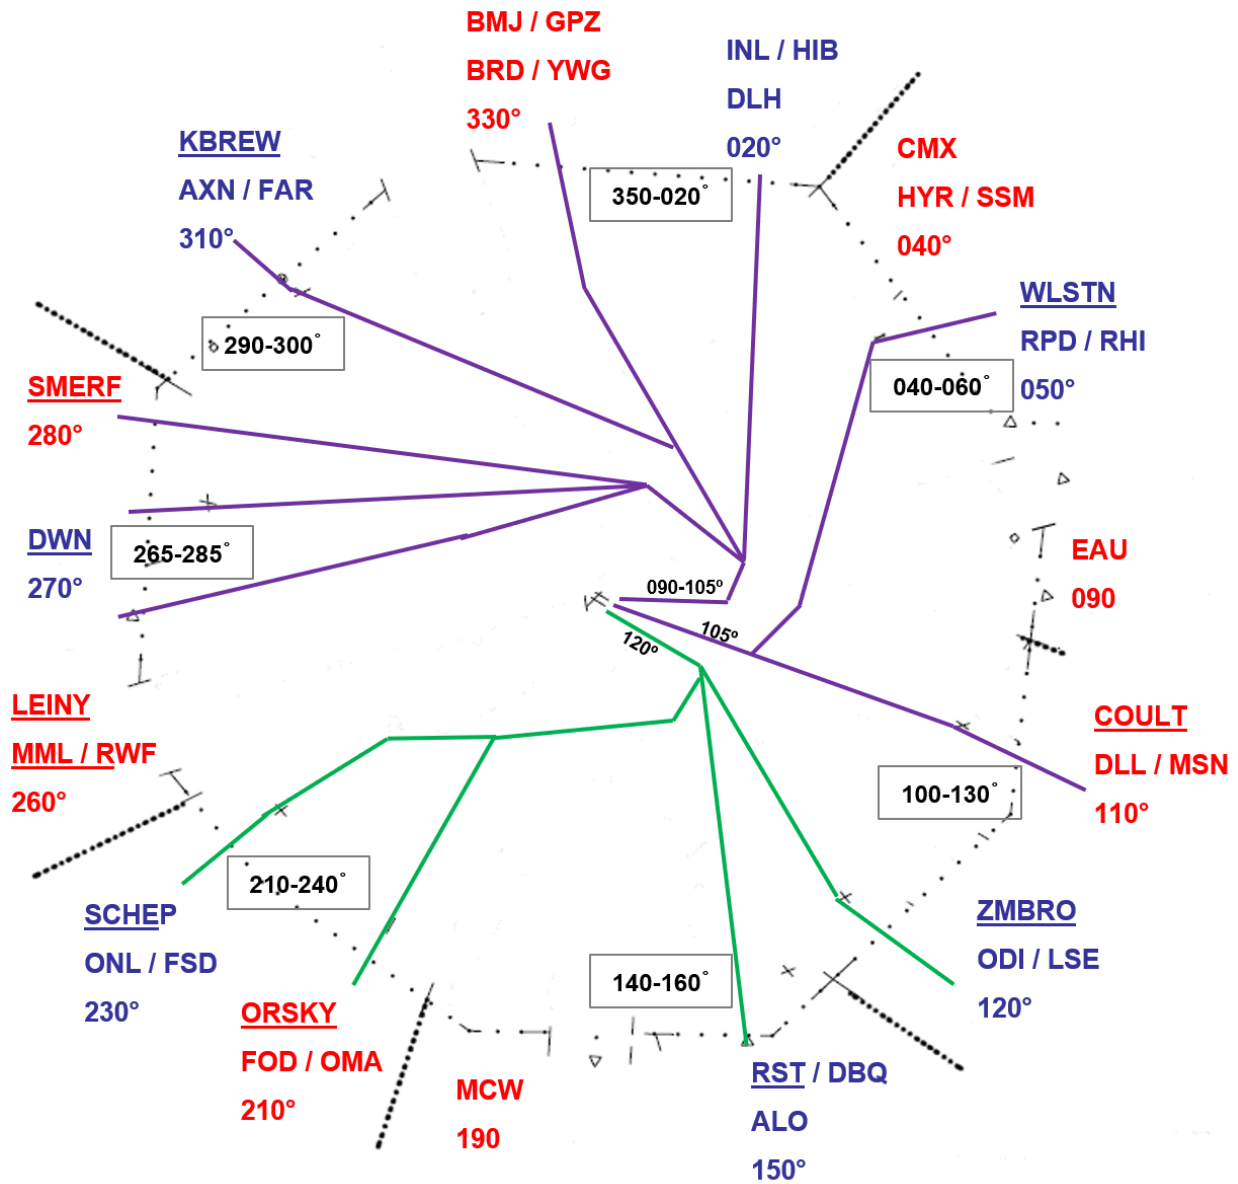 BMJ / GPZ
BRD / YWG
330°
INL / HIB
DLH
020°
KBREW
AXN / FAR
310°
CMX
HYR / SSM
040°
350-020°
WLSTN
RPD / RHI
050°
290-300°
040-060°
SMERF
280°
DWN
270°
265-285°
EAU
090
090-105º
105º
120º
LEINY
MML / RWF
260°
COULT
DLL / MSN
110°
100-130°
210-240°
SCHEP
ONL / FSD
230°
ZMBRO
ODI / LSE
120°
140-160°
ORSKY
FOD / OMA
210°
MCW
190
RST / DBQ
ALO
150°